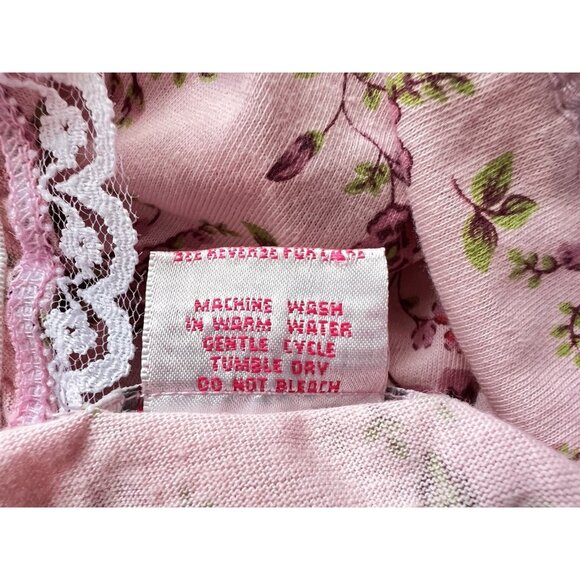 SEE REVERSE FOR CARE
MACHINE WASH
IN WARM WATER
GENTLE CYCLE
TUMBLE DRY
DO NOT BLEACH